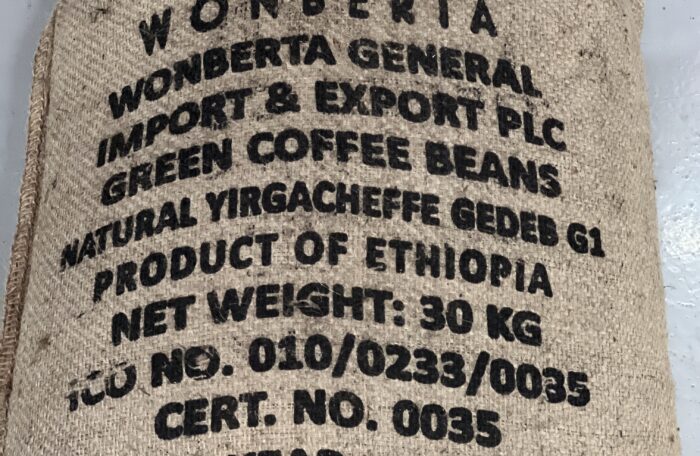 WONBERTA
WONBERTA GENERAL
IMPORT & EXPORT PLC
GREEN COFFEE BEANS
NATURAL YIRGACHEFFE GEDEB G1
PRODUCT OF ETHIOPIA
NET WEIGHT: 30 KG
ICO NO. 010/0233/0035
CERT. NO. 0035